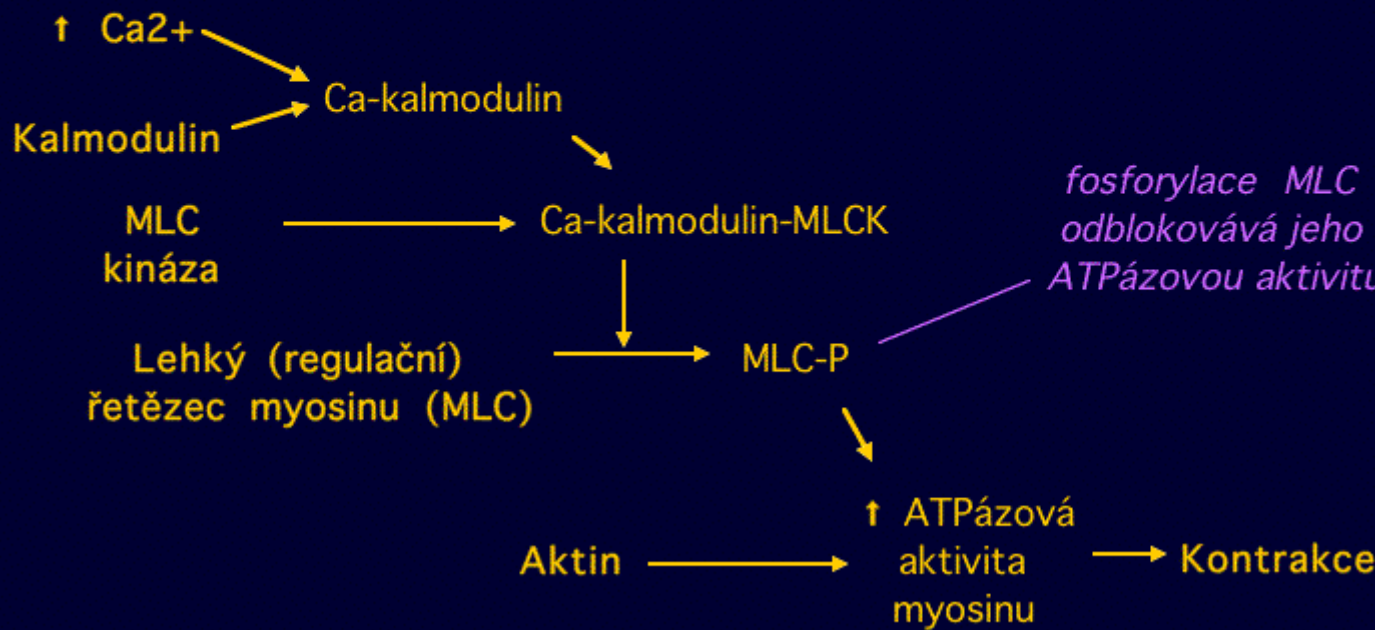 ↑ Ca2+
Ca-kalmodulin
Kalmodulin
MLC
kináza
Ca-kalmodulin-MLCK
fosforylace MLC
odblokovává jeho
ATPázovou aktivitu
Lehký (regulační)
řetězec myosinu (MLC)
MLC-P
Aktin
↑ ATPázová
aktivita
myosinu
Kontrakce